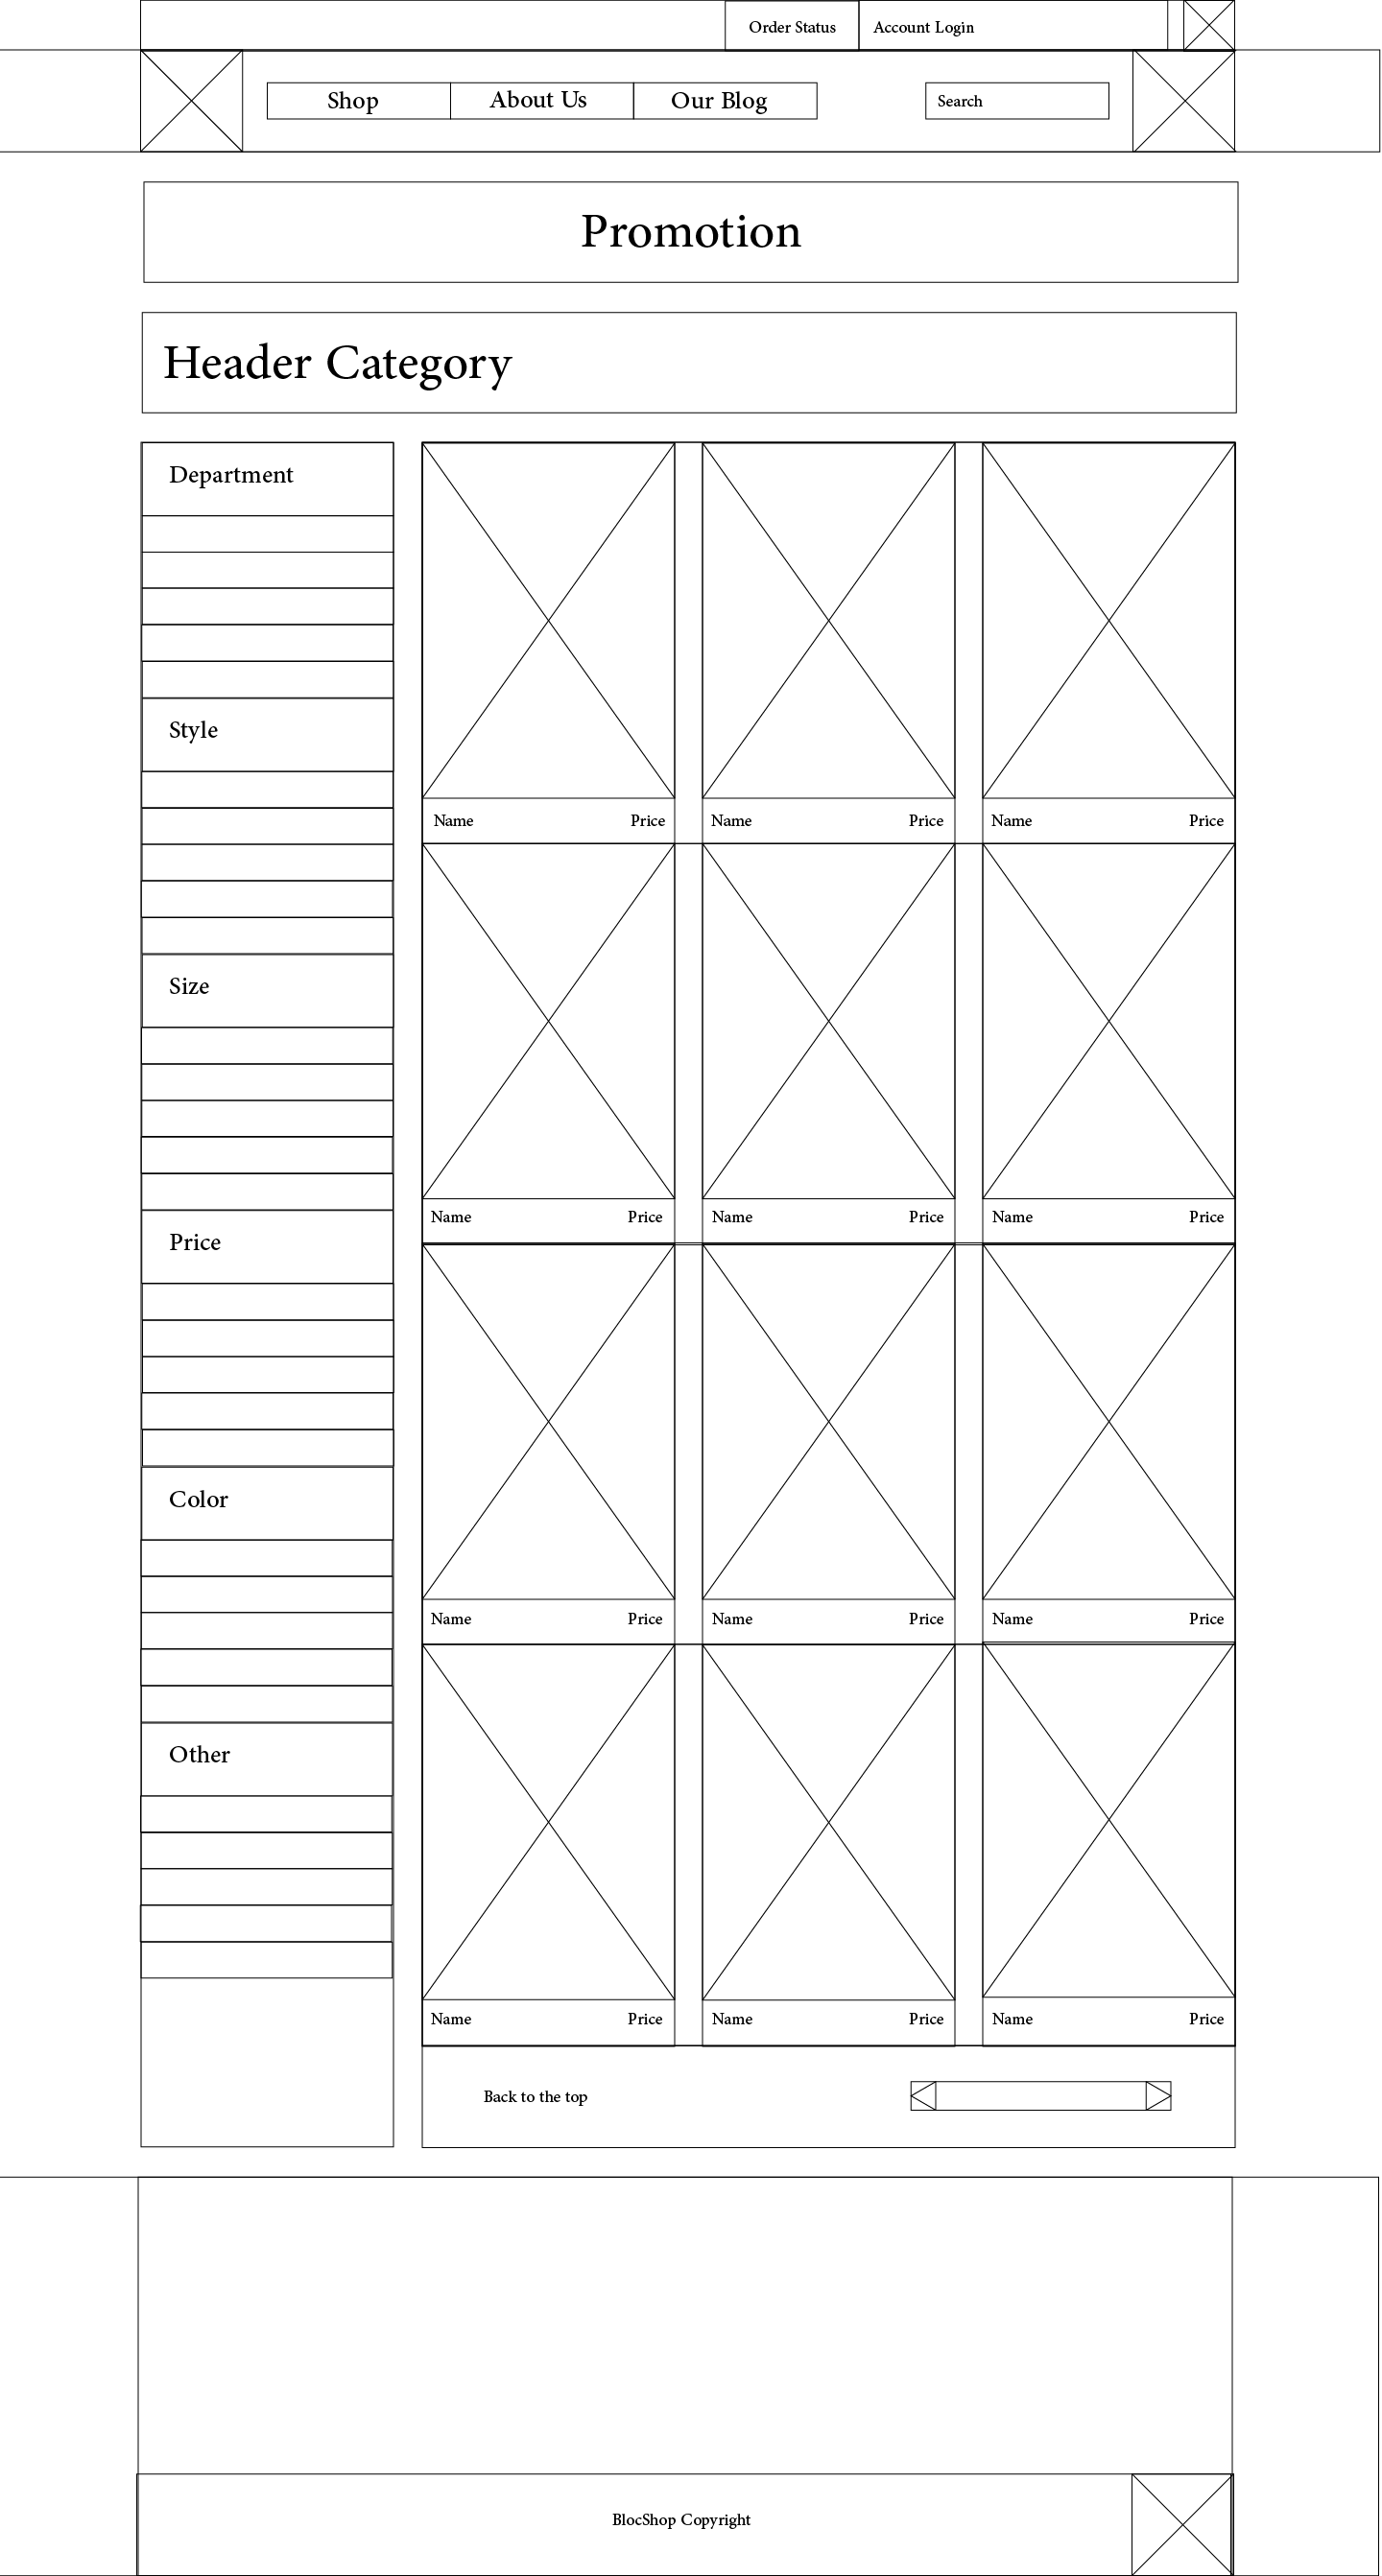 Order Status
Account Login
Shop
About Us
Our Blog
Search
Promotion
Header Category
Department
Style
Size
Price
Color
Other
Name Price
Name Price
Name Price
Name Price
Name Price
Name Price
Name Price
Name Price
Name Price
Name Price
Name Price
Name Price
Back to the top
BlocShop Copyright